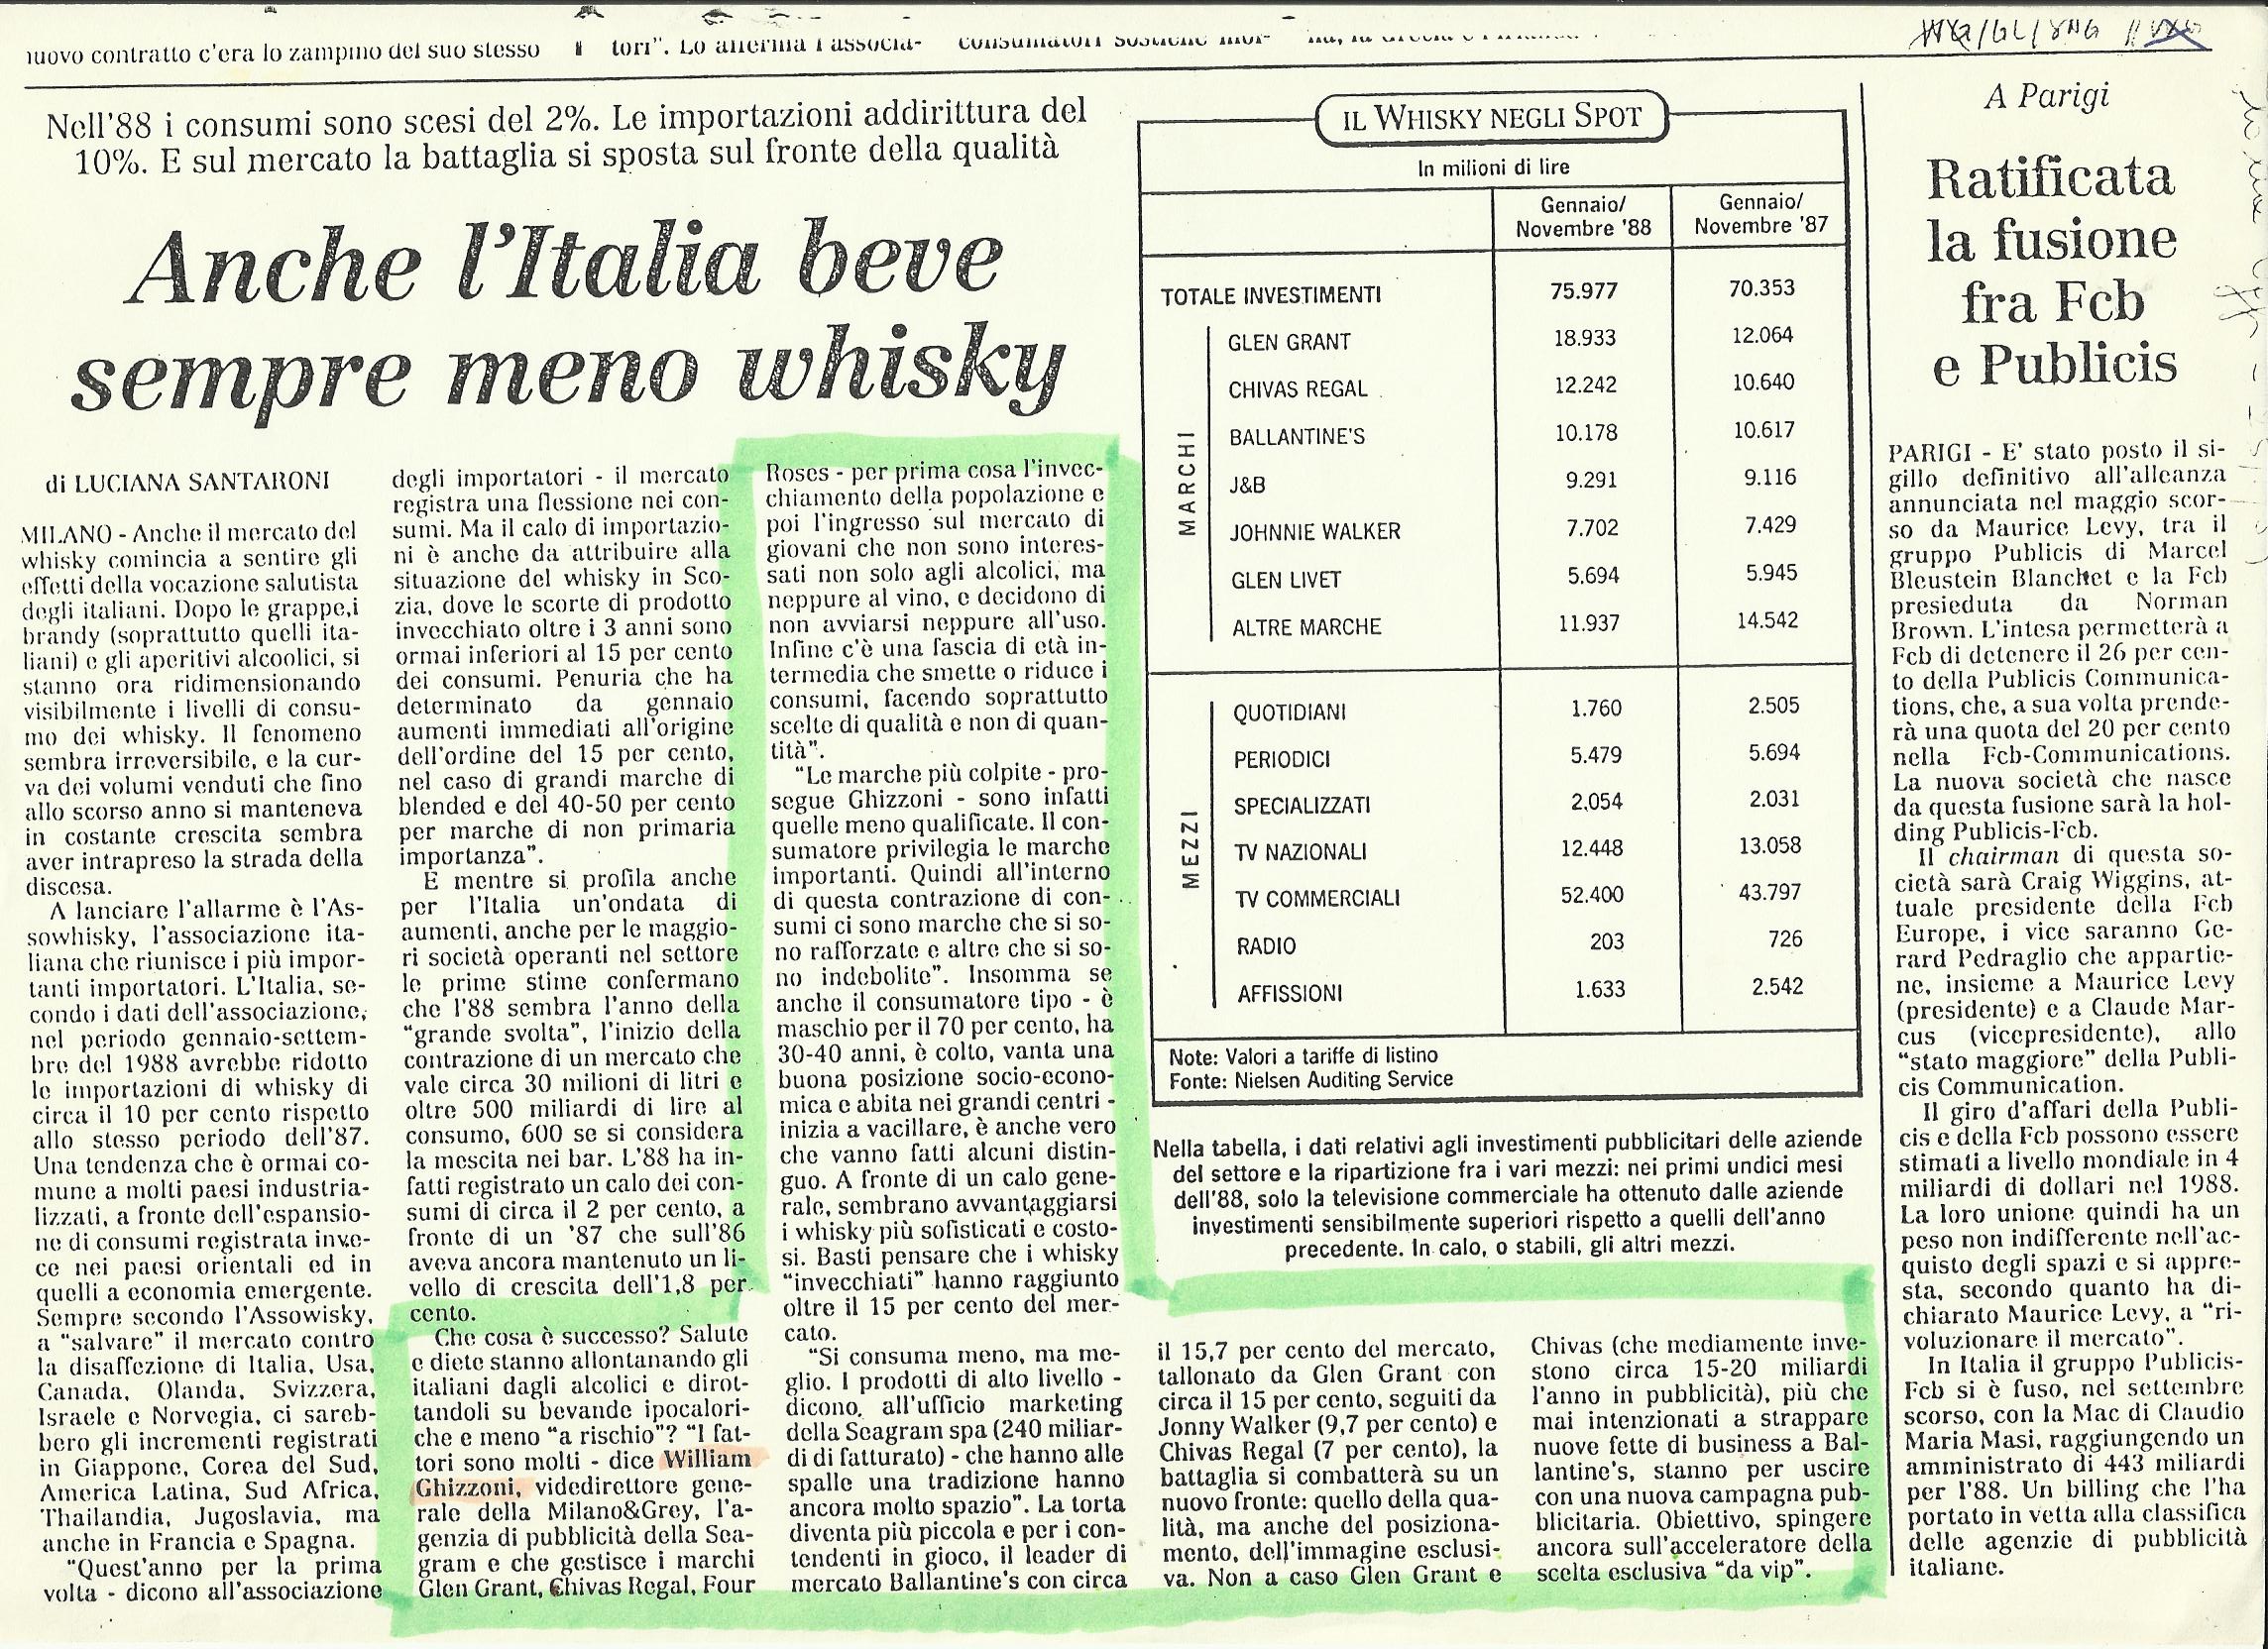 nuovo contratto c'era lo zampino del suo stesso
tori". Lo afferma l'associa-
consumatori sostiene
Nell'88 i consumi sono scesi del 2%. Le importazioni addirittura del
10%. E sul mercato la battaglia si sposta sul fronte della qualità
Anche l'Italia beve
sempre meno whisky
di LUCIANA SANTARONI
MILANO - Anche il mercato del
whisky comincia a sentire gli
effetti della vocazione salutista
degli italiani. Dopo le grappe,i
brandy (soprattutto quelli ita-
liani) e gli aperitivi alcoolici, si
stanno ora ridimensionando
visibilmente i livelli di consu-
mo dei whisky. Il fenomeno
sembra irreversibile, e la cur-
va dei volumi venduti che fino
allo scorso anno si manteneva
in costante crescita sembra
aver intrapreso la strada della
discesa.
A lanciare l'allarme è l'As-
sowhisky, l'associazione ita-
liana che riunisce i più impor-
tanti importatori. L'Italia, se-
condo i dati dell'associazione,
nel periodo gennaio-settem-
bre del 1988 avrebbe ridotto
le importazioni di whisky di
circa il 10 per cento rispetto
allo stesso periodo dell'87.
Una tendenza che è ormai co-
mune a molti paesi industria-
lizzati, a fronte dell'espansio-
ne di consumi registrata inve-
ce nei paesi orientali ed in
quelli a economia emergente.
Sempre secondo l'Assowisky,
a "salvare" il mercato contro
la disaffezione di Italia, Usa,
Canada, Olanda, Svizzera,
Israele e Norvegia, ci sareb-
bero gli incrementi registrati
in Giappone, Corea del Sud,
America Latina, Sud Africa,
Thailandia, Jugoslavia, ma
anche in Francia e Spagna.
"Quest'anno per la prima
volta - dicono all'associazione
degli importatori - il mercato
registra una flessione nei con-
sumi. Ma il calo di importazio-
ni è anche da attribuire alla
situazione del whisky in Sco-
zia, dove le scorte di prodotto
invecchiato oltre i 3 anni sono
ormai inferiori al 15 per cento
dei consumi. Penuria che ha
determinato da gennaio
aumenti immediati all'origine
dell'ordine del 15 per cento,
nel caso di grandi marche di
blended e del 40-50 per cento
per marche di non primaria
importanza".
E mentre si profila anche
per l'Italia un'ondata di
aumenti, anche per le maggio-
ri società operanti nel settore
le prime stime confermano
che l'88 sembra l'anno della
"grande svolta", l'inizio della
contrazione di un mercato che
vale circa 30 milioni di litri e
oltre 500 miliardi di lire al
consumo, 600 se si considera
la mescita nei bar. L'88 ha in-
fatti registrato un calo dei con-
sumi di circa il 2 per cento, a
fronte di un '87 che sull'86
aveva ancora mantenuto un li-
vello di crescita dell'1,8 per
cento.
Che cosa è successo? Salute
e diete stanno allontanando gli
italiani dagli alcolici e dirot-
tandoli su bevande ipocalori-
che e meno "a rischio"? "I fat-
tori sono molti - dice William
Ghizzoni, videdirettore gene-
rale della Milano&Grey, l'a-
genzia di pubblicità della Sea-
gram e che gestisce i marchi
Glen Grant, Chivas Regal, Four
Roses - per prima cosa l'invec-
chiamento della popolazione e
poi l'ingresso sul mercato di
giovani che non sono interes-
sati non solo agli alcolici, ma
neppure al vino, e decidono di
non avviarsi neppure all'uso.
Infine c'è una fascia di età in-
termedia che smette o riduce i
consumi, facendo soprattutto
scelte di qualità e non di quan-
tità".
"Le marche più colpite - pro-
segue Ghizzoni - sono infatti
quelle meno qualificate. Il con-
sumatore privilegia le marche
importanti. Quindi all'interno
di questa contrazione di con-
sumi ci sono marche che si so-
no rafforzate e altre che si so-
no indebolite". Insomma se
anche il consumatore tipo - è
maschio per il 70 per cento, ha
30-40 anni, è colto, vanta una
buona posizione socio-econo-
mica e abita nei grandi centri -
inizia a vacillare, è anche vero
che vanno fatti alcuni distin-
guo. A fronte di un calo gene-
rale, sembrano avvantaggiarsi
i whisky più sofisticati e costo-
si. Basti pensare che i whisky
"invecchiati" hanno raggiunto
oltre il 15 per cento del mer-
cato.
"Si consuma meno, ma me-
glio. I prodotti di alto livello -
dicono, all'ufficio marketing
della Seagram spa (240 miliar-
di di fatturato) - che hanno alle
spalle una tradizione hanno
ancora molto spazio". La torta
diventa più piccola e per i con-
tendenti in gioco, il leader di
mercato Ballantine's con circa
il 15,7 per cento del mercato,
tallonato da Glen Grant con
circa il 15 per cento, seguiti da
Jonny Walker (9,7 per cento) e
Chivas Regal (7 per cento), la
battaglia si combatterà su un
nuovo fronte: quello della qua-
lità, ma anche del posiziona-
mento, dell'immagine esclusi-
va. Non a caso Glen Grant e
Chivas (che mediamente inve-
stono circa 15-20 miliardi
l'anno in pubblicità), più che
mai intenzionati a strappare
nuove fette di business a Bal-
lantine's, stanno per uscire
con una nuova campagna pub-
blicitaria. Obiettivo, spingere
ancora sull'acceleratore della
scelta esclusiva "da vip".
IL WHISKY NEGLI SPOT
In milioni di lire
Gennaio/ Gennaio/
Novembre '88 Novembre '87
TOTALE INVESTIMENTI 75.977 70.353
MARCHI
GLEN GRANT 18.933 12.064
CHIVAS REGAL 12.242 10.640
BALLANTINE'S 10.178 10.617
J&B 9.291 9.116
JOHNNIE WALKER 7.702 7.429
GLEN LIVET 5.694 5.945
ALTRE MARCHE 11.937 14.542
MEZZI
QUOTIDIANI 1.760 2.505
PERIODICI 5.479 5.694
SPECIALIZZATI 2.054 2.031
TV NAZIONALI 12.448 13.058
TV COMMERCIALI 52.400 43.797
RADIO 203 726
AFFISSIONI 1.633 2.542
Note: Valori a tariffe di listino
Fonte: Nielsen Auditing Service
Nella tabella, i dati relativi agli investimenti pubblicitari delle aziende
del settore e la ripartizione fra i vari mezzi: nei primi undici mesi
dell'88, solo la televisione commerciale ha ottenuto dalle aziende
investimenti sensibilmente superiori rispetto a quelli dell'anno
precedente. In calo, o stabili, gli altri mezzi.
A Parigi
Ratificata
la fusione
fra Fcb
e Publicis
PARIGI - E' stato posto il si-
gillo definitivo all'alleanza
annunciata nel maggio scor-
so da Maurice Levy, tra il
gruppo Publicis di Marcel
Bleustein Blanchet e la Fcb
presieduta da Norman
Brown. L'intesa permetterà a
Fcb di detenere il 26 per cen-
to della Publicis Communica-
tions, che, a sua volta prende-
rà una quota del 20 per cento
nella Fcb-Communications.
La nuova società che nasce
da questa fusione sarà la hol-
ding Publicis-Fcb.
Il chairman di questa so-
cietà sarà Craig Wiggins, at-
tuale presidente della Fcb
Europe, i vice saranno Ge-
rard Pedraglio che appartie-
ne, insieme a Maurice Levy
(presidente) e a Claude Mar-
cus (vicepresidente), allo
"stato maggiore" della Publi-
cis Communication.
Il giro d'affari della Publi-
cis e della Fcb possono essere
stimati a livello mondiale in 4
miliardi di dollari nel 1988.
La loro unione quindi ha un
peso non indifferente nell'ac-
quisto degli spazi e si appre-
sta, secondo quanto ha di-
chiarato Maurice Levy, a "ri-
voluzionare il mercato".
In Italia il gruppo Publicis-
Fcb si è fuso, nel settembre
scorso, con la Mac di Claudio
Maria Masi, raggiungendo un
amministrato di 443 miliardi
per l'88. Un billing che l'ha
portato in vetta alla classifica
delle agenzie di pubblicità
italiane.